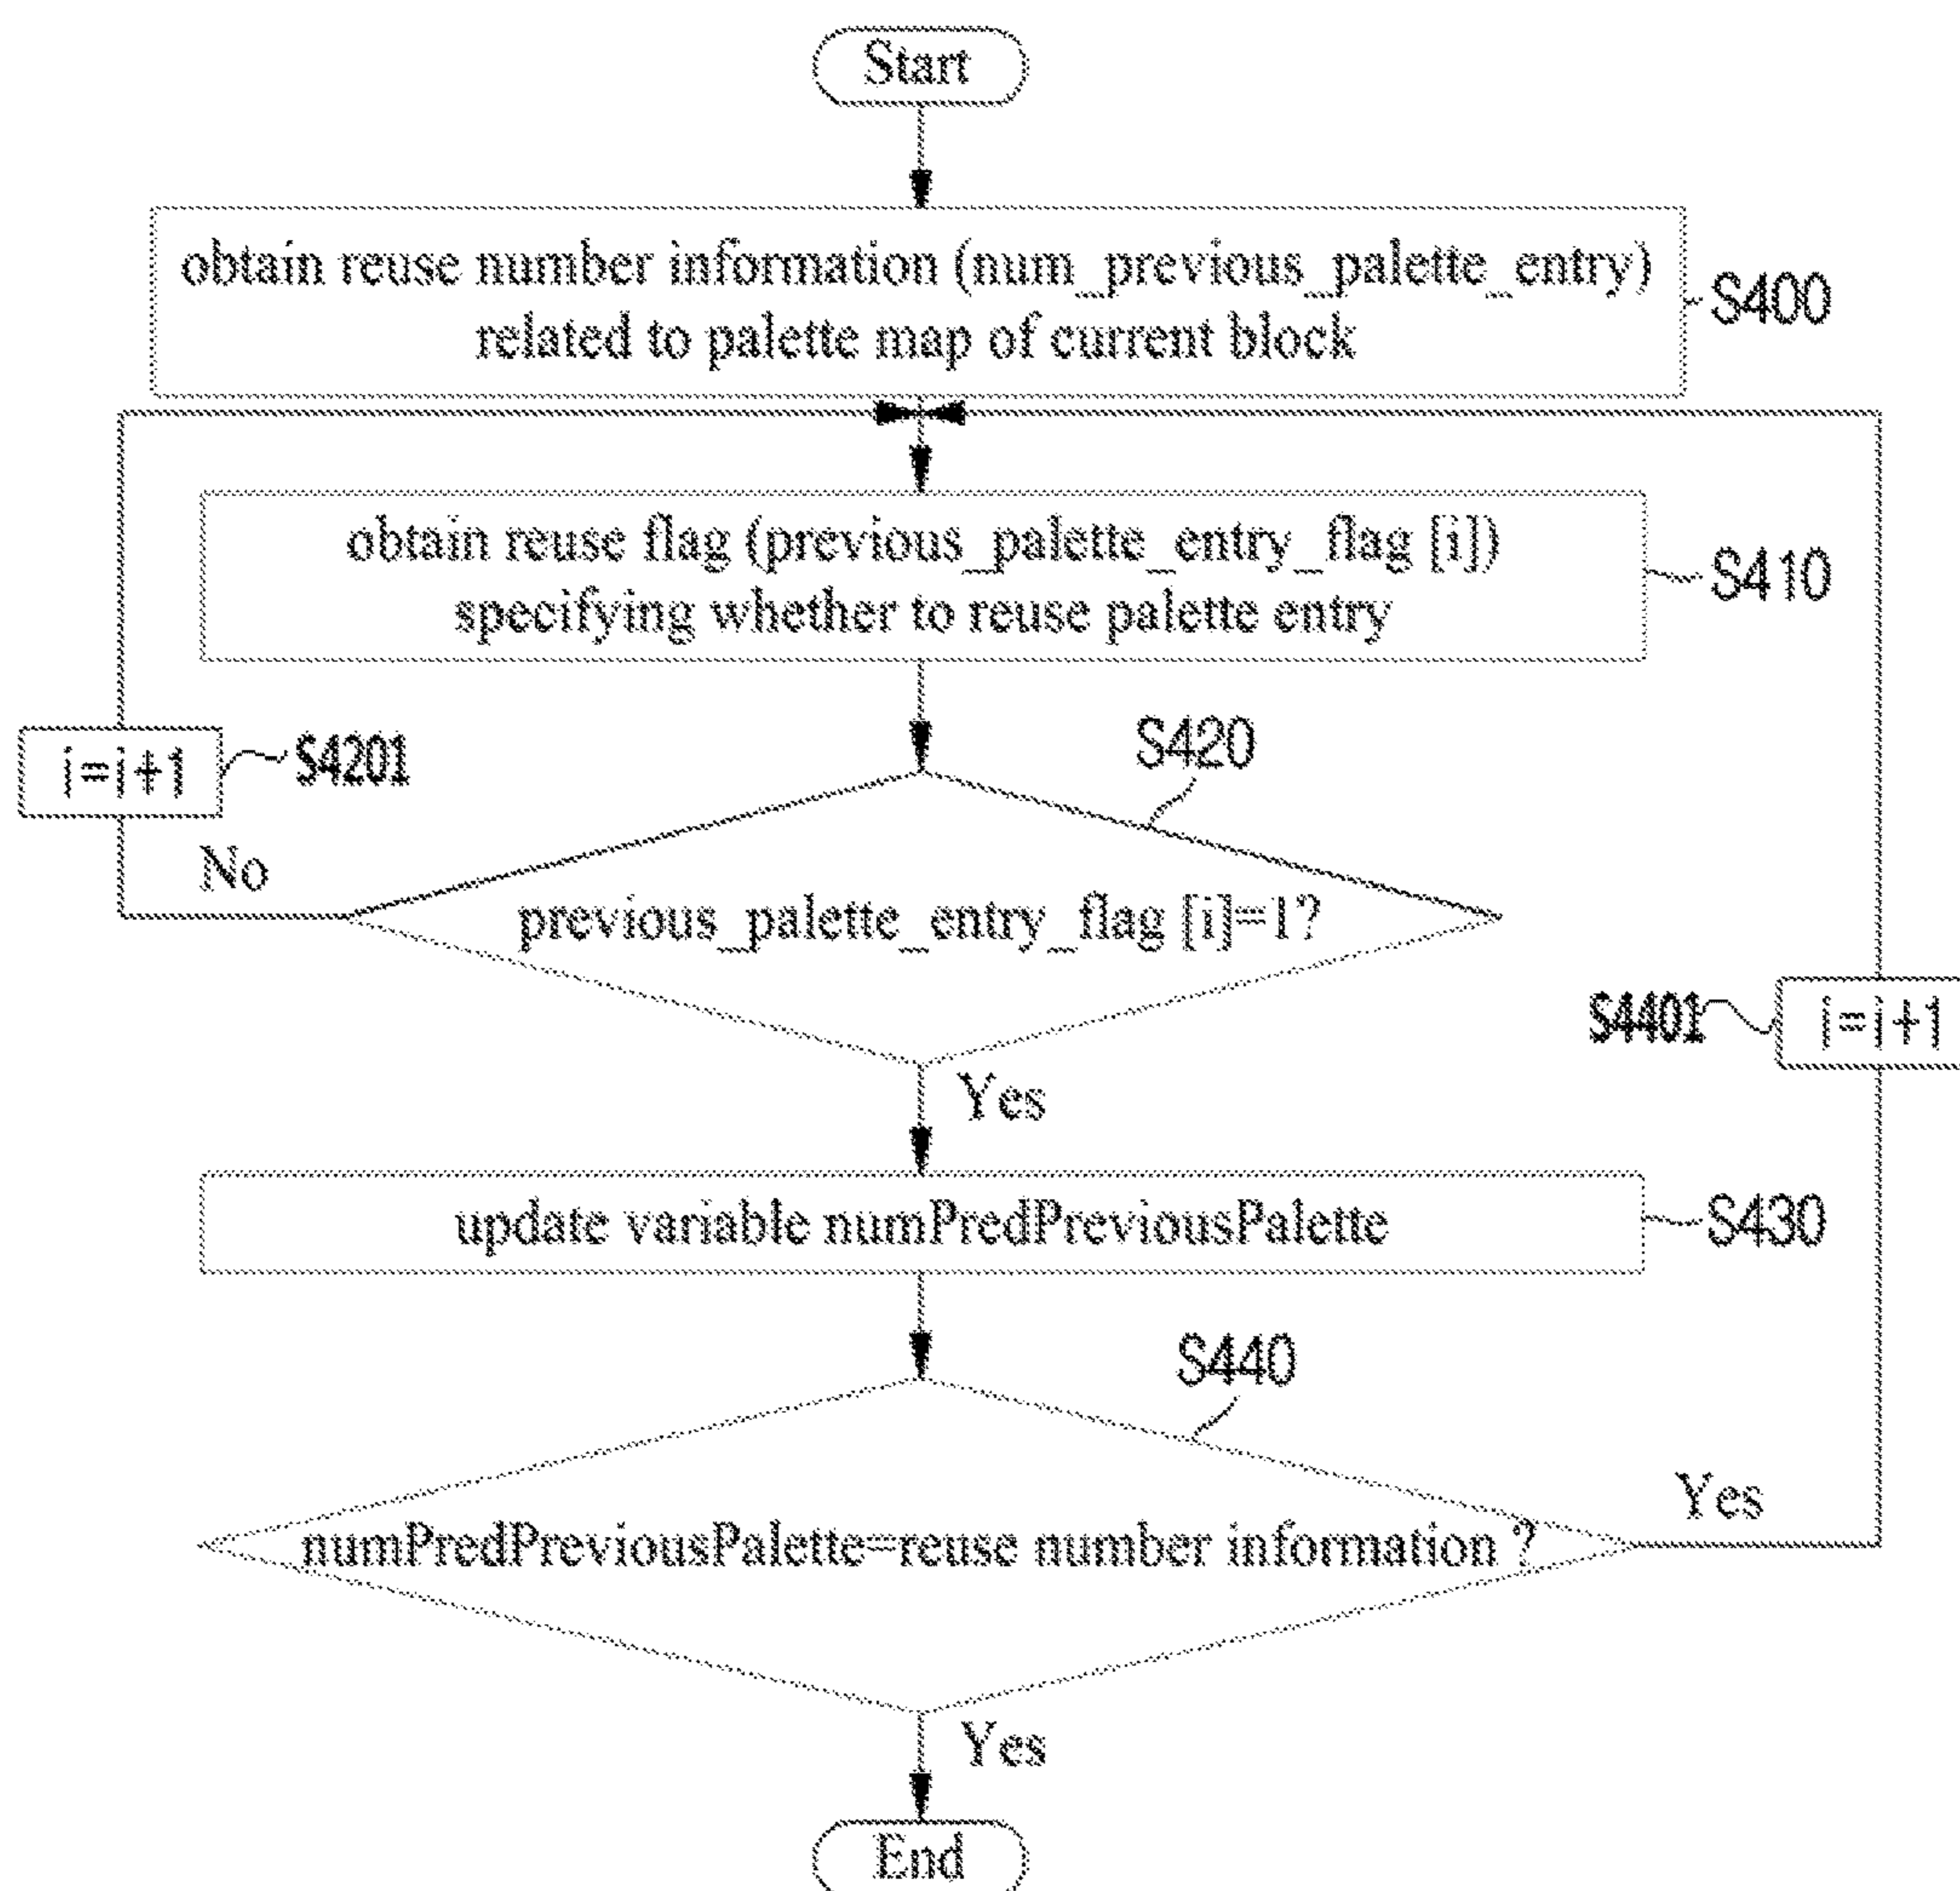 Start
obtain reuse number information (num_previous_palette_entry)
related to palette map of current block
S400
obtain reuse flag (previous_palette_entry_flag [i])
specifying whether to reuse palette entry
S410
i=i+1
S4201
S420
No
previous_palette_entry_flag [i]=1?
S4401
i=i+1
Yes
update variable numPredPreviousPalette
S430
S440
Yes
numPredPreviousPalette=reuse number information ?
Yes
End